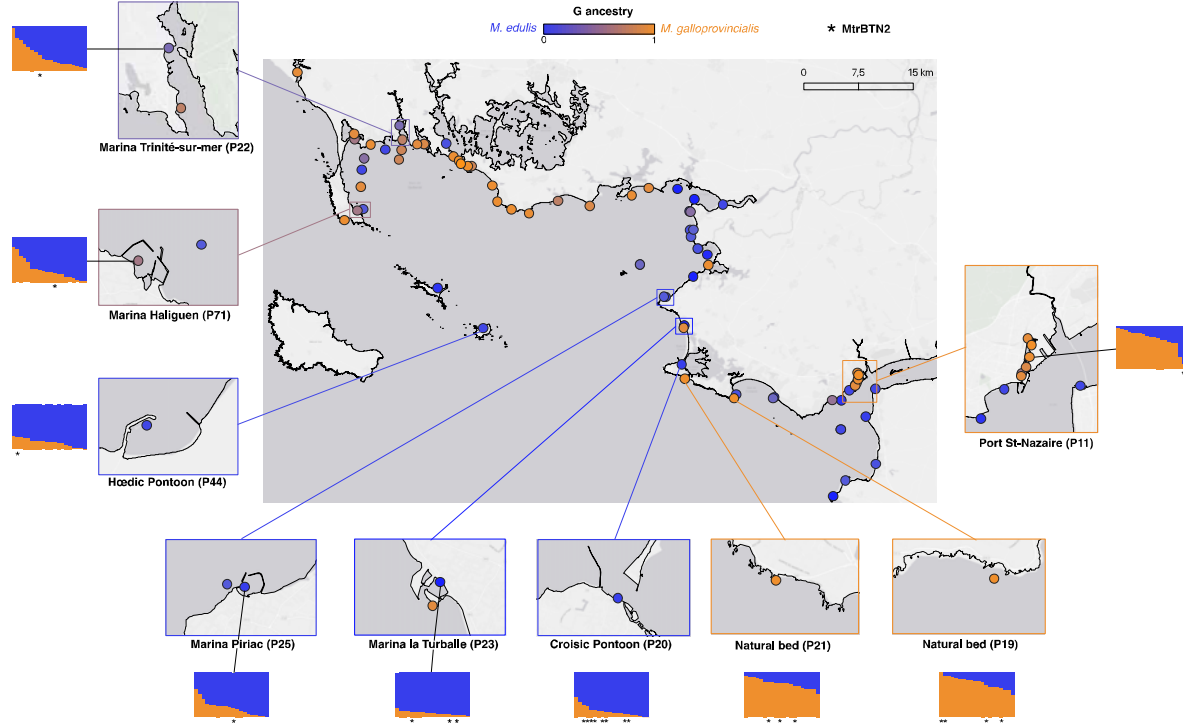 G ancestry
M. edulis
M. galloprovincialis
0
1
* MtrBTN2
0
7,5
15 km
*
Marina Trinité-sur-mer (P22)
*
Marina Haliguen (P71)
*
Hœdic Pontoon (P44)
*
Port St-Nazaire (P11)
Marina Piriac (P25)
Marina la Turballe (P23)
Croisic Pontoon (P20)
Natural bed (P21)
Natural bed (P19)
*
* * *
**** ** **
* * *
** * *